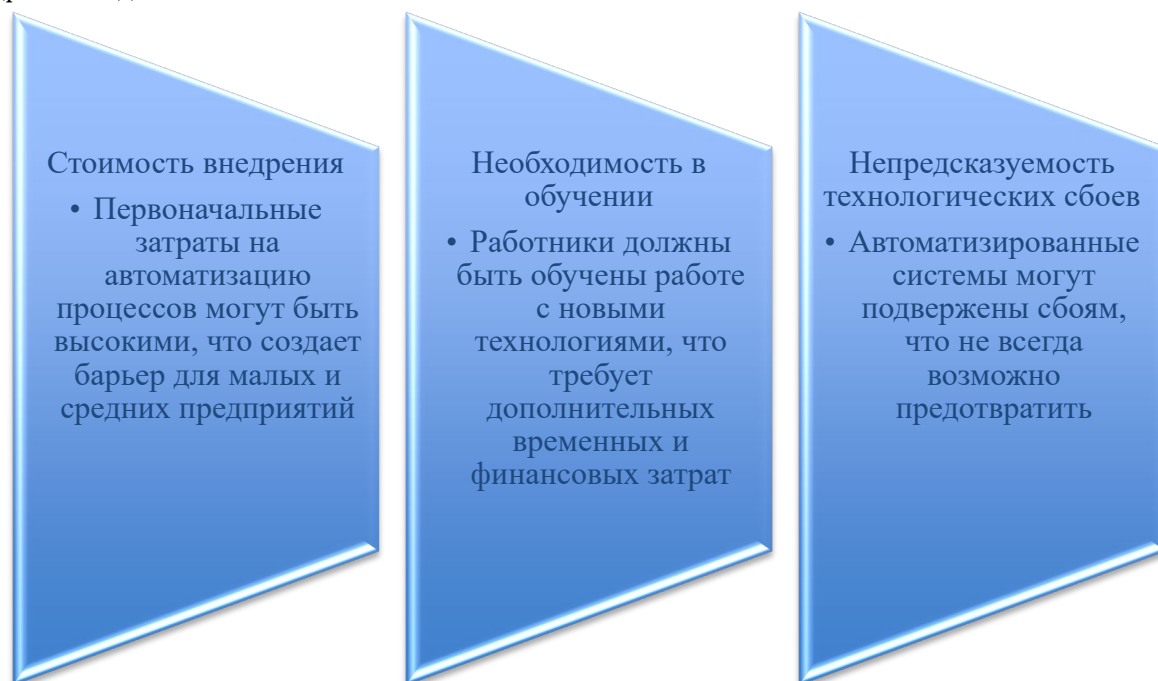 Стоимость внедрения
• Первоначальные
затраты на
автоматизацию
процессов могут быть
высокими, что создает
барьер для малых и
средних предприятий
Необходимость в
обучении
• Работники должны
быть обучены работе
с новыми
технологиями, что
требует
дополнительных
временных и
финансовых затрат
Непредсказуемость
технологических сбоев
• Автоматизированные
системы могут
подвержены сбоям,
что не всегда
возможно
предотвратить